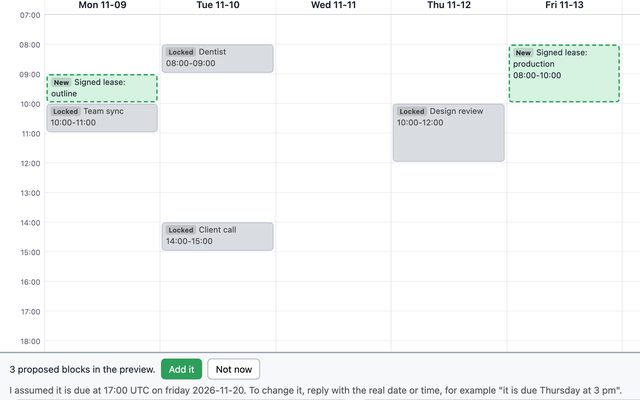 Mon 11-09 Tue 11-10 Wed 11-11 Thu 11-12 Fri 11-13
07:00
08:00
Locked Dentist
08:00-09:00
New Signed lease:
production
08:00-10:00
09:00
New Signed lease:
outline
10:00
Locked Team sync
10:00-11:00
Locked Design review
10:00-12:00
11:00
12:00
13:00
14:00
Locked Client call
14:00-15:00
15:00
16:00
17:00
18:00
3 proposed blocks in the preview. Add it Not now
I assumed it is due at 17:00 UTC on friday 2026-11-20. To change it, reply with the real date or time, for example "it is due Thursday at 3 pm".